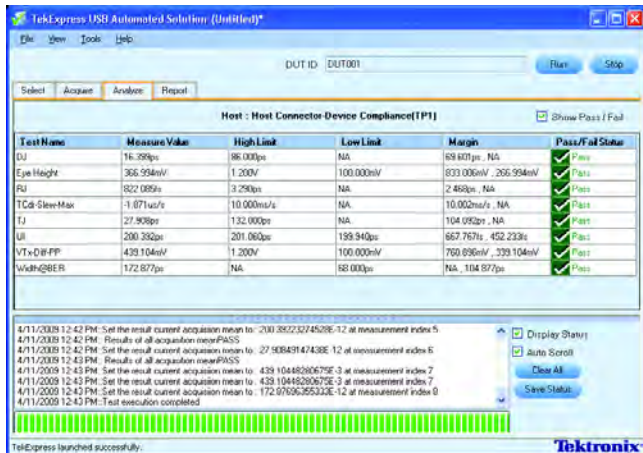 TekExpress USB Automated Solution (Untitled)*
File View Tools Help
DUT ID DUT001 Run Stop
Select Acquire Analyze Report
Host : Host Connector-Device Compliance(TP1) Show Pass / Fail
Test Name Measure Value High Limit Low Limit Margin Pass/Fail Status
DJ 16.399ps 86.000ps NA 69.601ps , NA Pass
Eye Height 366.994mV 1.200V 100.000mV 833.006mV , 266.994mV Pass
RJ 822.085fs 3.290ps NA 2.468ps , NA Pass
TCdr-Slew-Max -1.871us/s 10.000ms/s NA 10.002ms/s , NA Pass
TJ 27.908ps 132.000ps NA 104.092ps , NA Pass
UI 200.392ps 201.060ps 199.940ps 667.767fs , 452.233fs Pass
VTx-Diff-PP 439.104mV 1.200V 100.000mV 760.896mV , 339.104mV Pass
Width@BER 172.877ps NA 68.000ps NA , 104.877ps Pass
4/11/2009 12:42 PM:.Set the result current acquisition mean to : 200.39223274528E-12 at measurement index 5
4/11/2009 12:42 PM:. Results of all acquisition meanPASS
4/11/2009 12:43 PM:.Set the result current acquisition mean to : 27.90849147438E-12 at measurement index 6
4/11/2009 12:43 PM:. Results of all acquisition meanPASS
4/11/2009 12:43 PM:.Set the result current acquisition mean to : 439.10448280675E-3 at measurement index 7
4/11/2009 12:43 PM:.Set the result current acquisition mean to : 439.10448280675E-3 at measurement index 7
4/11/2009 12:43 PM:.Set the result current acquisition mean to : 172.87696355333E-12 at measurement index 8
4/11/2009 12:43 PM:.Test execution completed
Display Status
Auto Scroll
Clear All
Save Status
TekExpress launched successfully.
Tektronix